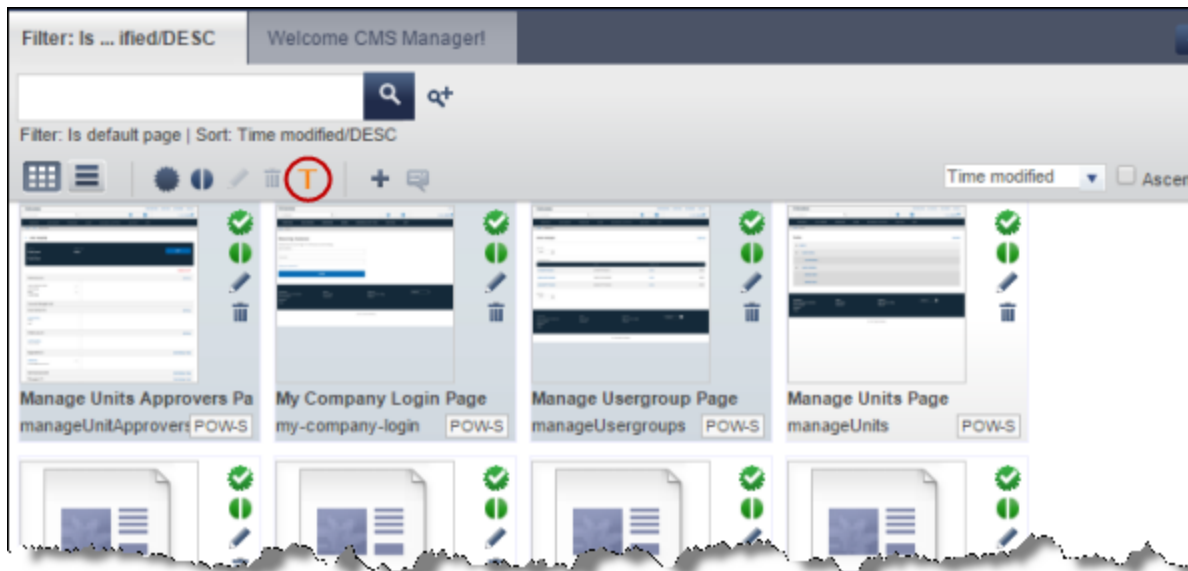 Filter: Is ... ified/DESC
Welcome CMS Manager!
Filter: Is default page | Sort: Time modified/DESC
T
Time modified
Ascer
Manage Units Approvers Pa
My Company Login Page
Manage Usergroup Page
Manage Units Page
manageUnitApprovers
POW-S
my-company-login
POW-S
manageUsergroups
POW-S
manageUnits
POW-S